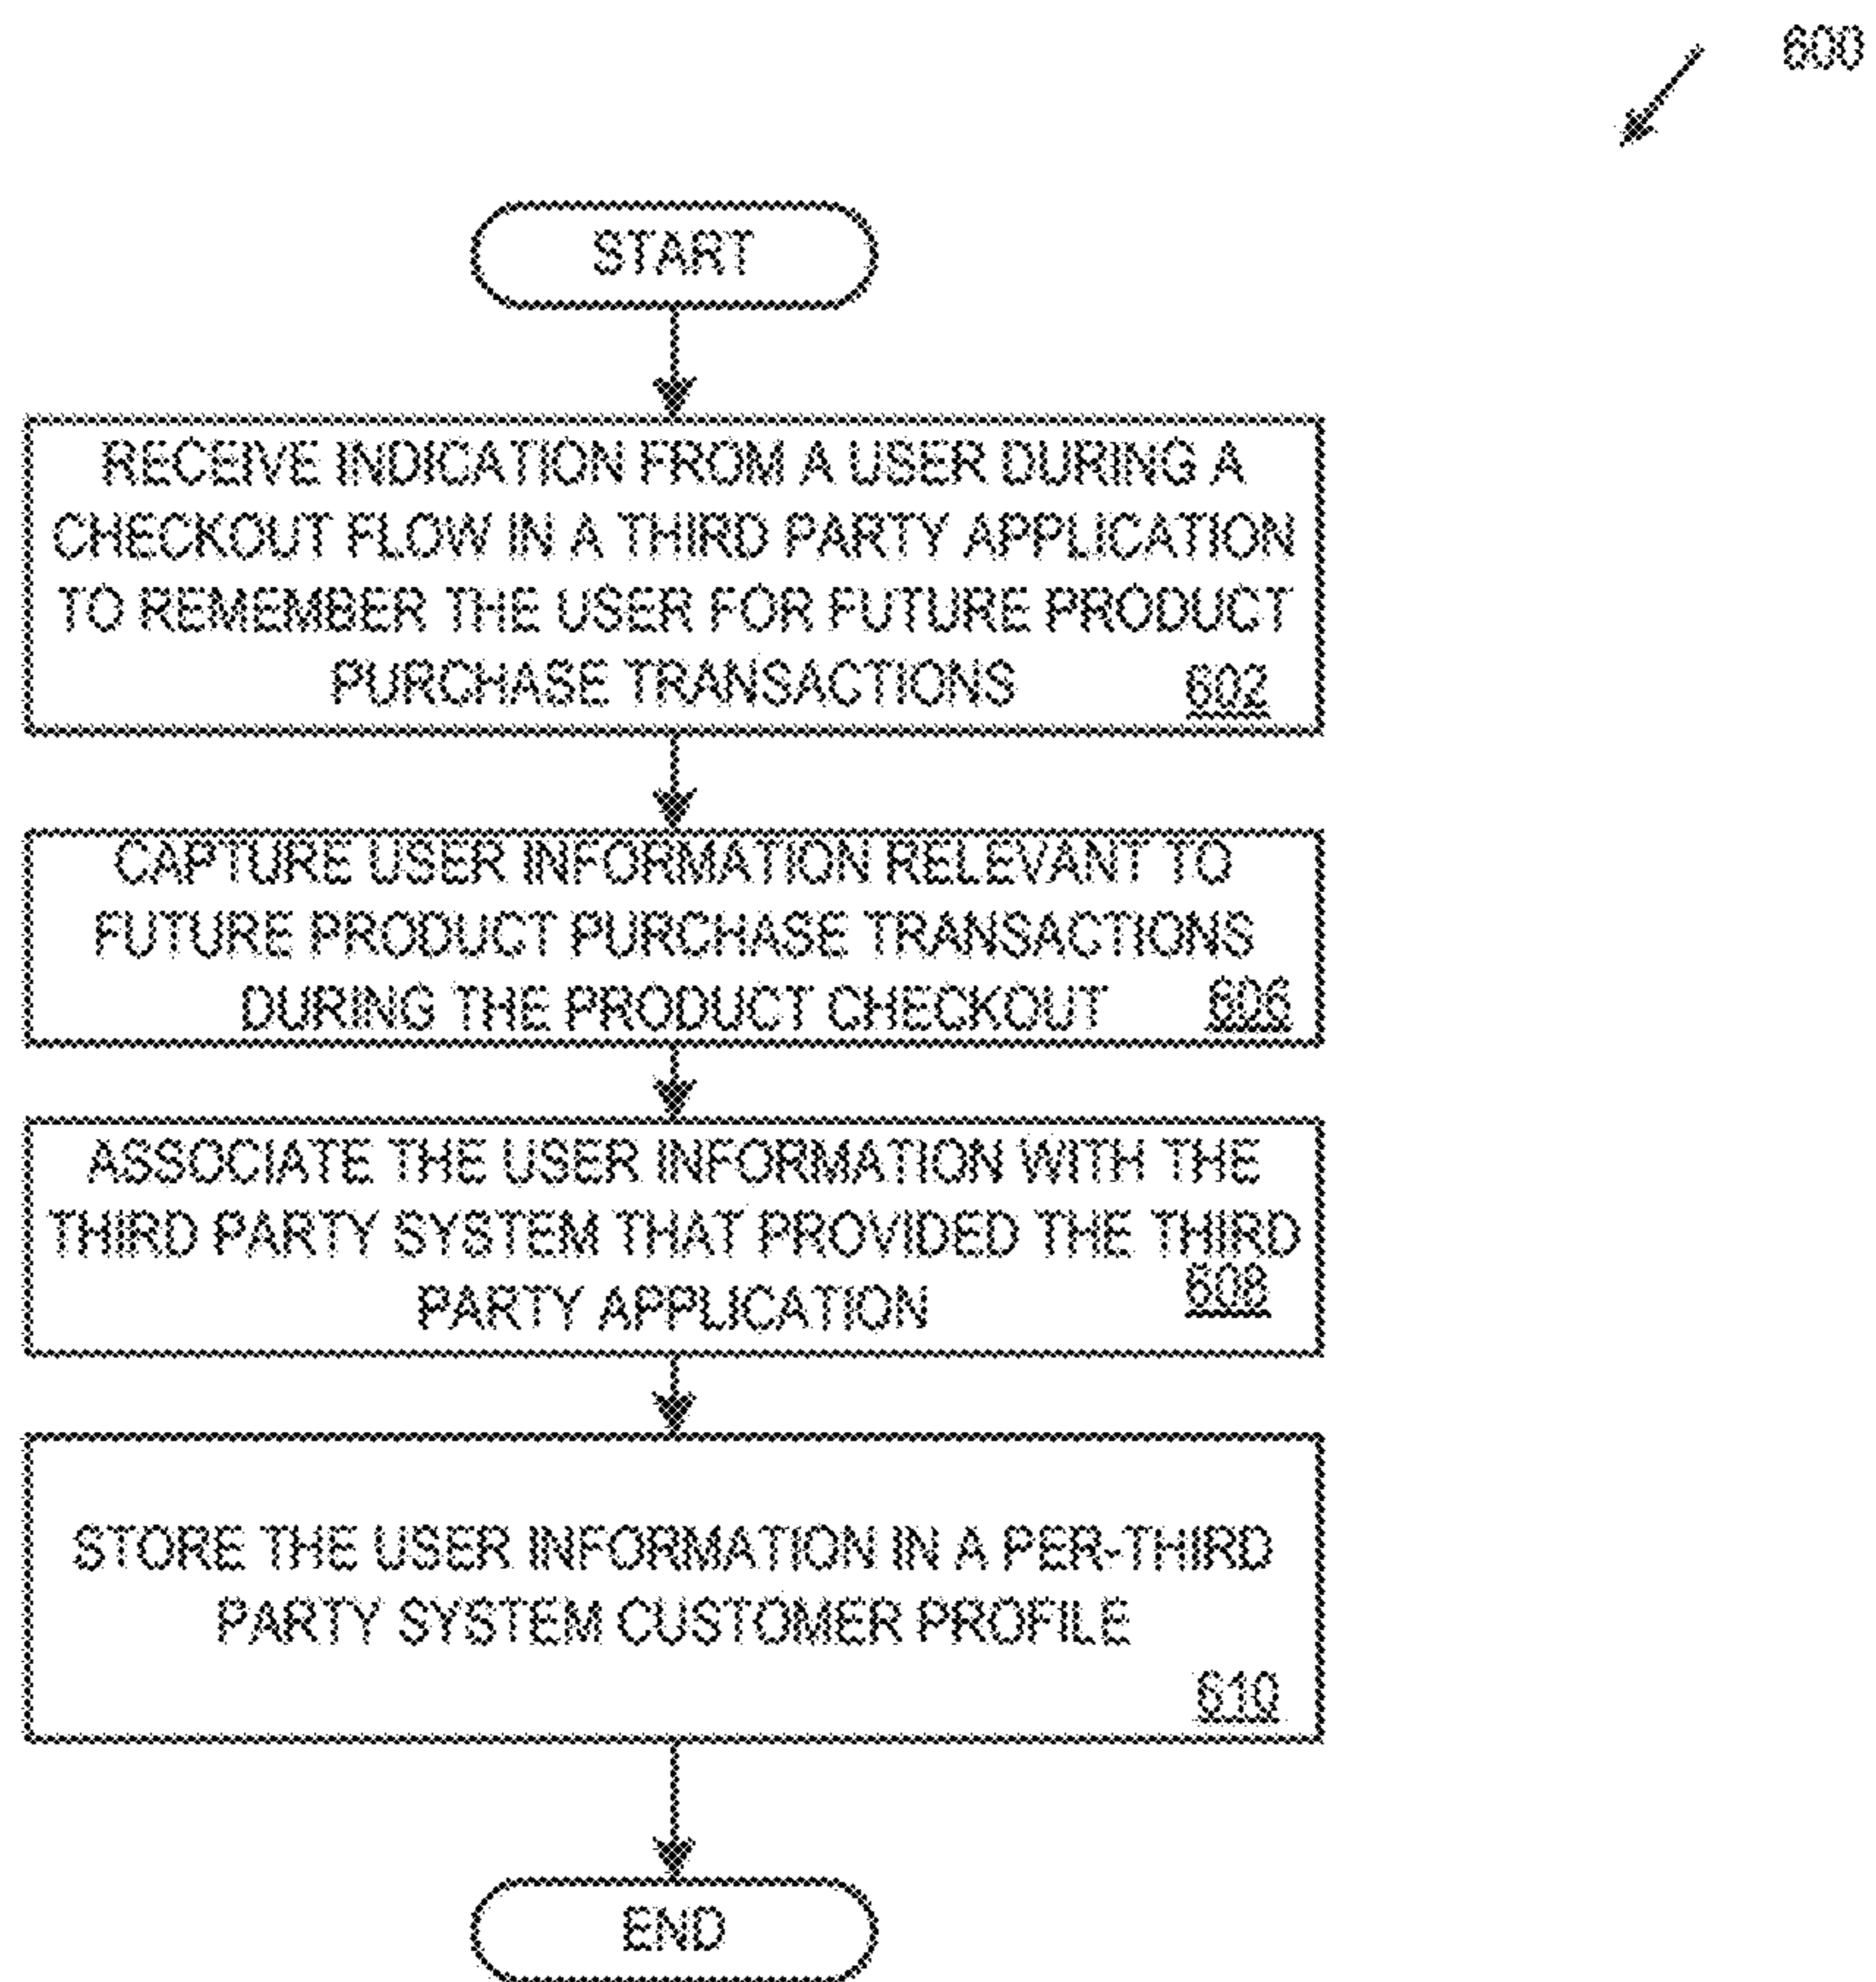 600
START
RECEIVE INDICATION FROM A USER DURING A
CHECKOUT FLOW IN A THIRD PARTY APPLICATION
TO REMEMBER THE USER FOR FUTURE PRODUCT
PURCHASE TRANSACTIONS 602
CAPTURE USER INFORMATION RELEVANT TO
FUTURE PRODUCT PURCHASE TRANSACTIONS
DURING THE PRODUCT CHECKOUT 606
ASSOCIATE THE USER INFORMATION WITH THE
THIRD PARTY SYSTEM THAT PROVIDED THE THIRD
PARTY APPLICATION 608
STORE THE USER INFORMATION IN A PER-THIRD
PARTY SYSTEM CUSTOMER PROFILE
610
END